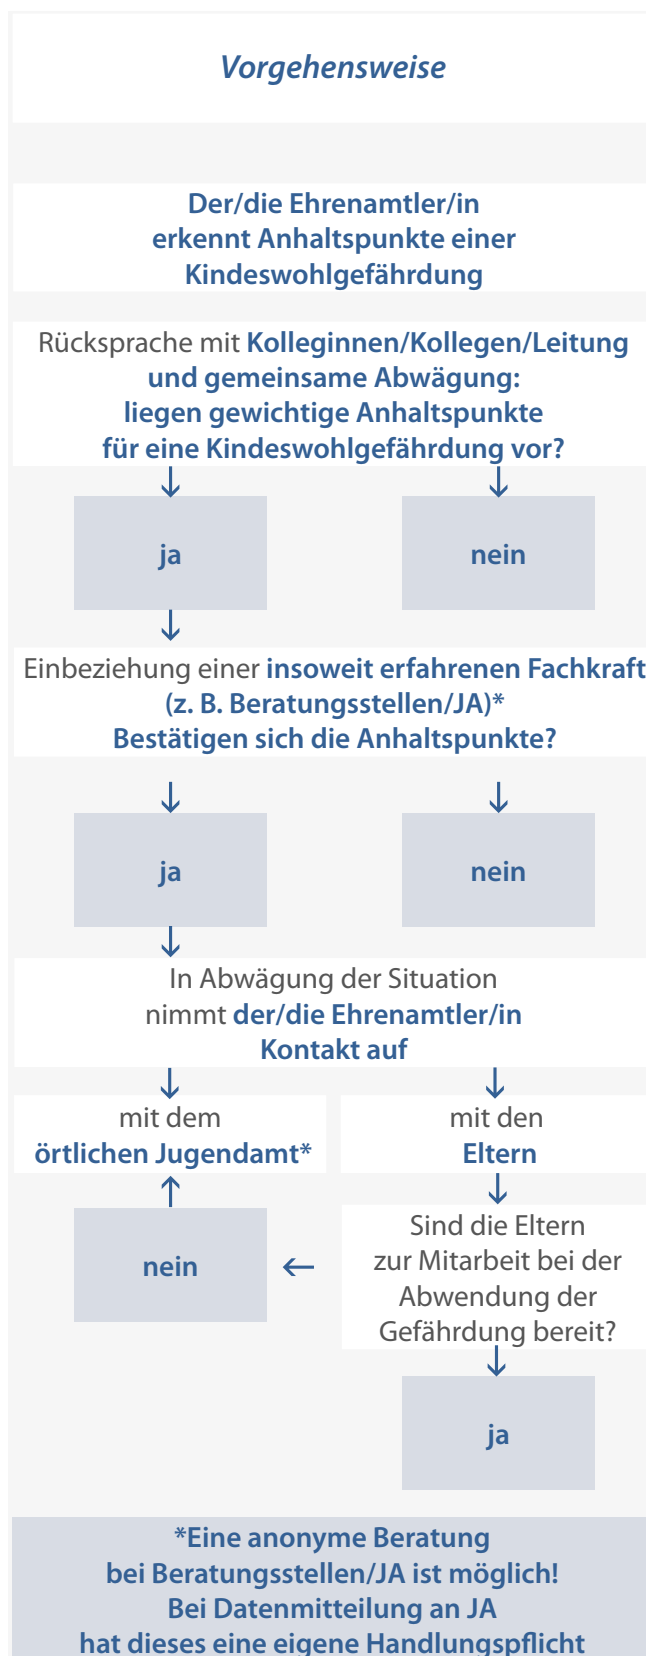 Vorgehensweise
Der/die Ehrenamtler/in
erkennt Anhaltspunkte einer
Kindeswohlgefährdung
Rücksprache mit Kolleginnen/Kollegen/Leitung
und gemeinsame Abwägung:
liegen gewichtige Anhaltspunkte
für eine Kindeswohlgefährdung vor?
ja
nein
Einbeziehung einer insoweit erfahrenen Fachkraft
(z. B. Beratungsstellen/JA)*
Bestätigen sich die Anhaltspunkte?
ja
nein
In Abwägung der Situation
nimmt der/die Ehrenamtler/in
Kontakt auf
mit dem
örtlichen Jugendamt*
mit den
Eltern
Sind die Eltern
zur Mitarbeit bei der
Abwendung der
Gefährdung bereit?
nein
ja
*Eine anonyme Beratung
bei Beratungsstellen/JA ist möglich!
Bei Datenmitteilung an JA
hat dieses eine eigene Handlungspflicht